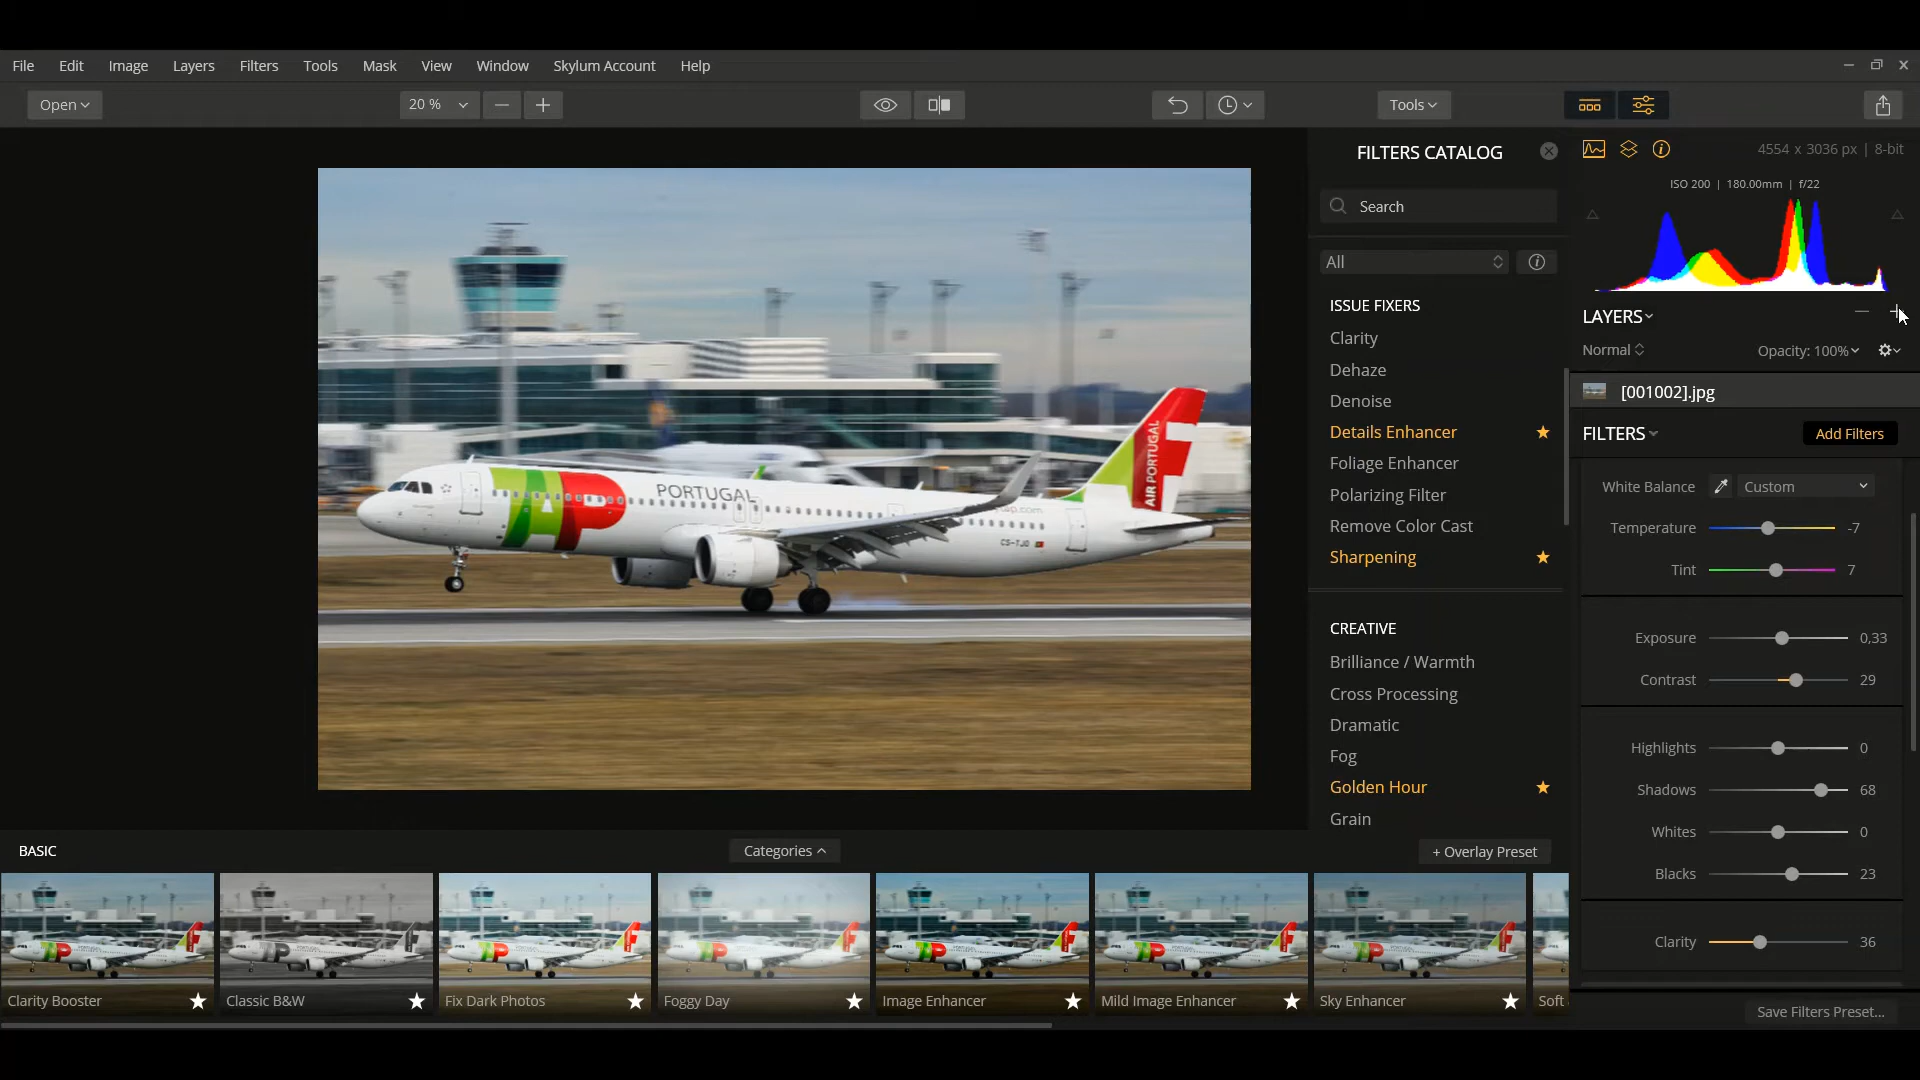 File Edit Image Layers Filters Tools Mask View Window Skylum Account Help
Open 20 % Tools
FILTERS CATALOG
4554 x 3036 px | 8-bit
ISO 200 | 180.00mm | f/22
Search
All
ISSUE FIXERS
Clarity
Dehaze
Denoise
Details Enhancer
Foliage Enhancer
Polarizing Filter
Remove Color Cast
Sharpening
CREATIVE
Brilliance / Warmth
Cross Processing
Dramatic
Fog
Golden Hour
Grain
LAYERS
Normal Opacity: 100%
[001002].jpg
FILTERS Add Filters
White Balance Custom
Temperature -7
Tint 7
Exposure 0,33
Contrast 29
Highlights 0
Shadows 68
Whites 0
Blacks 23
Clarity 36
Save Filters Preset...
AIR PORTUGAL
PORTUGAL
CS-TJO
BASIC Categories + Overlay Preset
Clarity Booster Classic B&W Fix Dark Photos Foggy Day Image Enhancer Mild Image Enhancer Sky Enhancer Soft